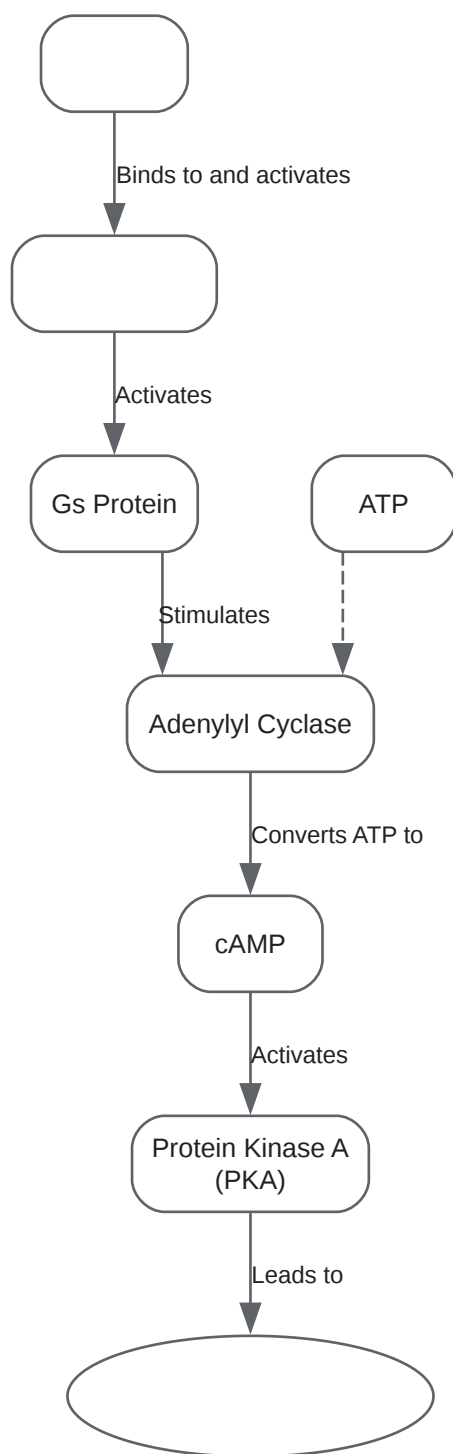 Binds to and activates
Activates
Gs Protein
ATP
Stimulates
Adenylyl Cyclase
Converts ATP to
cAMP
Activates
Protein Kinase A
(PKA)
Leads to